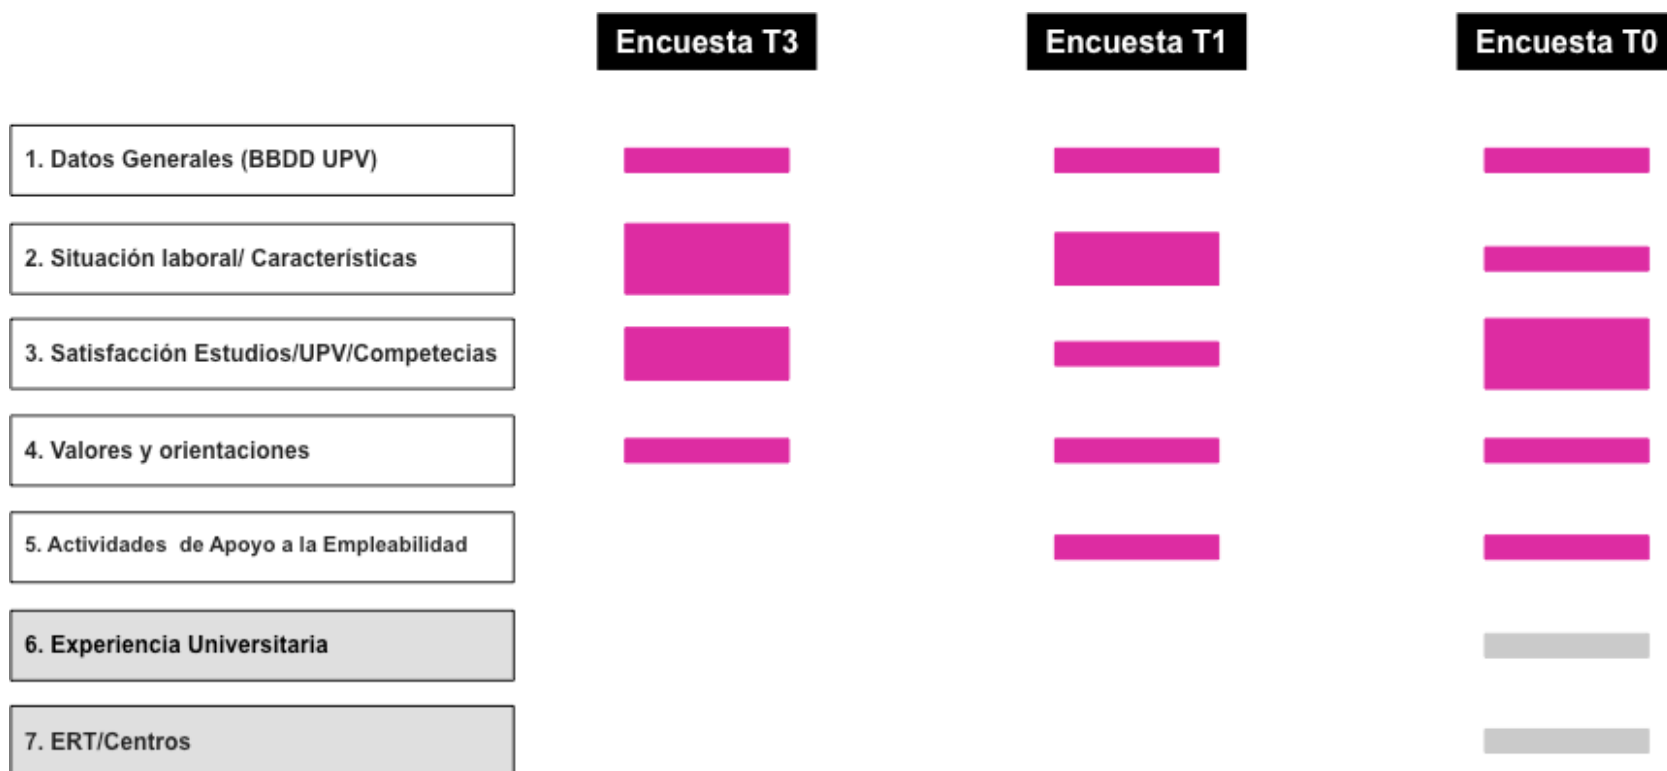 Encuesta T3
Encuesta T1
Encuesta T0
1. Datos Generales (BBDD UPV)
2. Situación laboral/ Característícas
3. Satisfacción Estudios/UPV/Competecias
4. Valores y orientaciones
5. Actividades de Apoyo a la Empleabilidad
6. Experiencia Universitaria
7. ERT/Centros